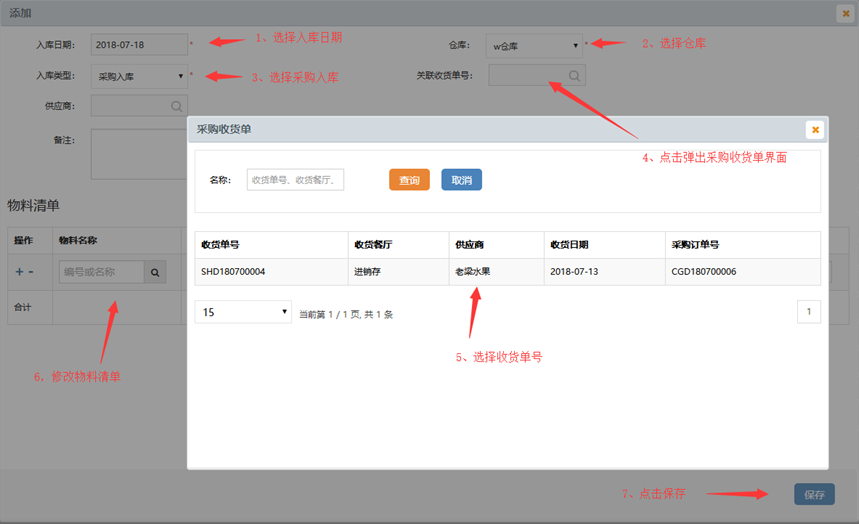 添加
入库日期: 2018-07-18 * 1、选择入库日期 仓库: w仓库 * 2、选择仓库
入库类型: 采购入库 * 3、选择采购入库 关联收货单号:
供应商:
备注:
采购收货单
4、点击弹出采购收货单界面
名称: 收货单号、收货餐厅、 查询 取消
物料清单
操作 物料名称
收货单号 收货餐厅 供应商 收货日期 采购订单号
+ - 编号或名称
SHD180700004 进销存 老梁水果 2018-07-13 CGD180700006
合计
15 当前第 1 / 1 页, 共 1 条 1
5、选择收货单号
6、修改物料清单
7、点击保存 保存